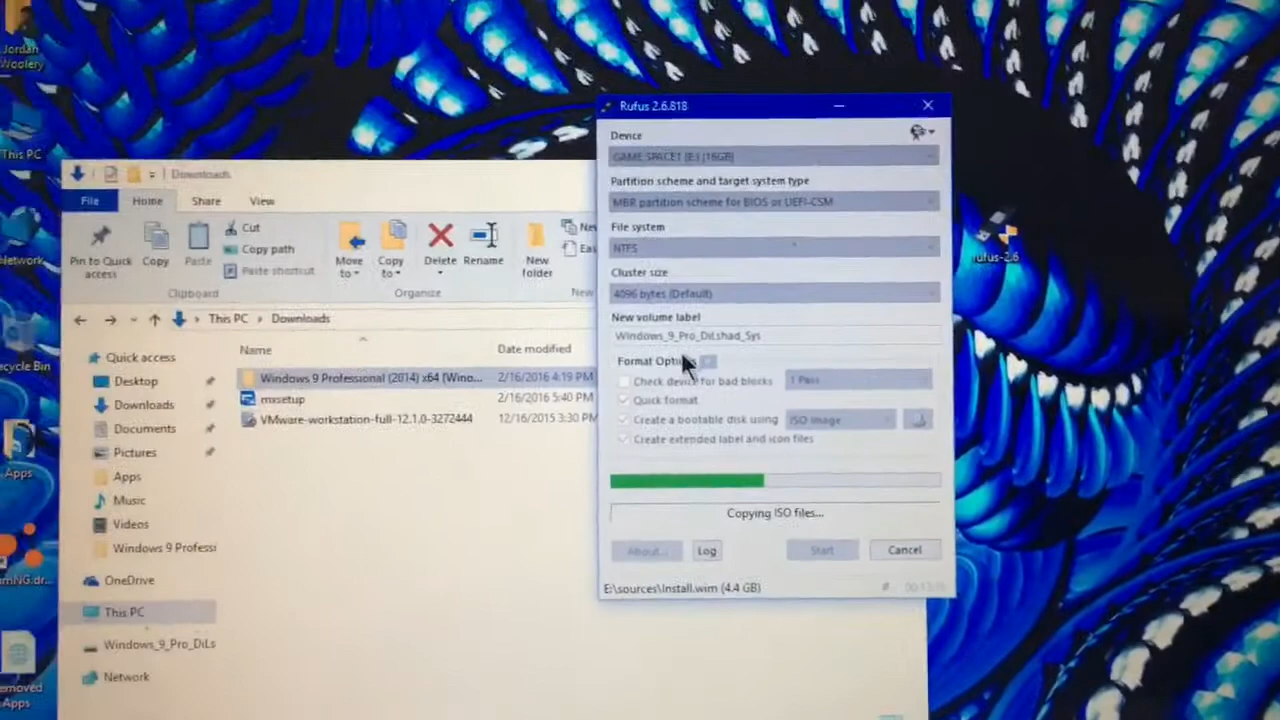 Jordan
Woolery
This PC
Network
Recycle Bin
Apps
Removed
Apps
rufus-2.6
Downloads
File
Home
Share
View
Pin to Quick
access
Copy
Paste
Cut
Copy path
Paste shortcut
Clipboard
Move
to
Copy
to
Delete
Rename
Organize
New
folder
New
This PC > Downloads
Name
Date modified
Windows 9 Professional (2014) x64 (Wino...
2/16/2016 4:19 PM
mxsetup
2/16/2016 5:40 PM
VMware-workstation-full-12.1.0-3272444
12/16/2015 3:30 PM
Quick access
Desktop
Downloads
Documents
Pictures
Apps
Music
Videos
Windows 9 Professi
OneDrive
This PC
Windows_9_Pro_DiLs
Network
Rufus 2.6.818
Device
GAME SPACE1 (E:) [16GB]
Partition scheme and target system type
MBR partition scheme for BIOS or UEFI-CSM
File system
NTFS
Cluster size
4096 bytes (Default)
New volume label
Windows_9_Pro_DiLshad_Sys
Format Options
Check device for bad blocks
1 Pass
Quick format
Create a bootable disk using
ISO Image
Create extended label and icon files
Copying ISO files...
About...
Log
Start
Cancel
E:\sources\Install.wim (4.4 GB)
#